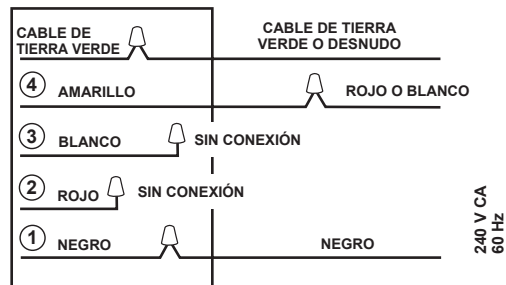 CABLE DE
TIERRA VERDE
CABLE DE TIERRA
VERDE O DESNUDO
4 AMARILLO
ROJO O BLANCO
3 BLANCO
SIN CONEXIÓN
2 ROJO
SIN CONEXIÓN
1 NEGRO
NEGRO
240 V CA
60 Hz